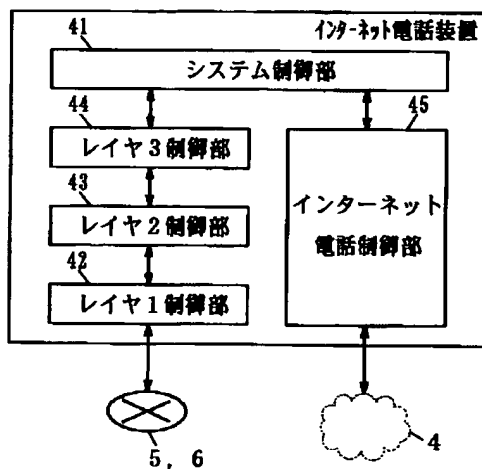 インターネット電話装置
41
システム制御部
44
45
レイヤ3制御部
43
レイヤ2制御部
インターネット
電話制御部
42
レイヤ1制御部
5, 6
4